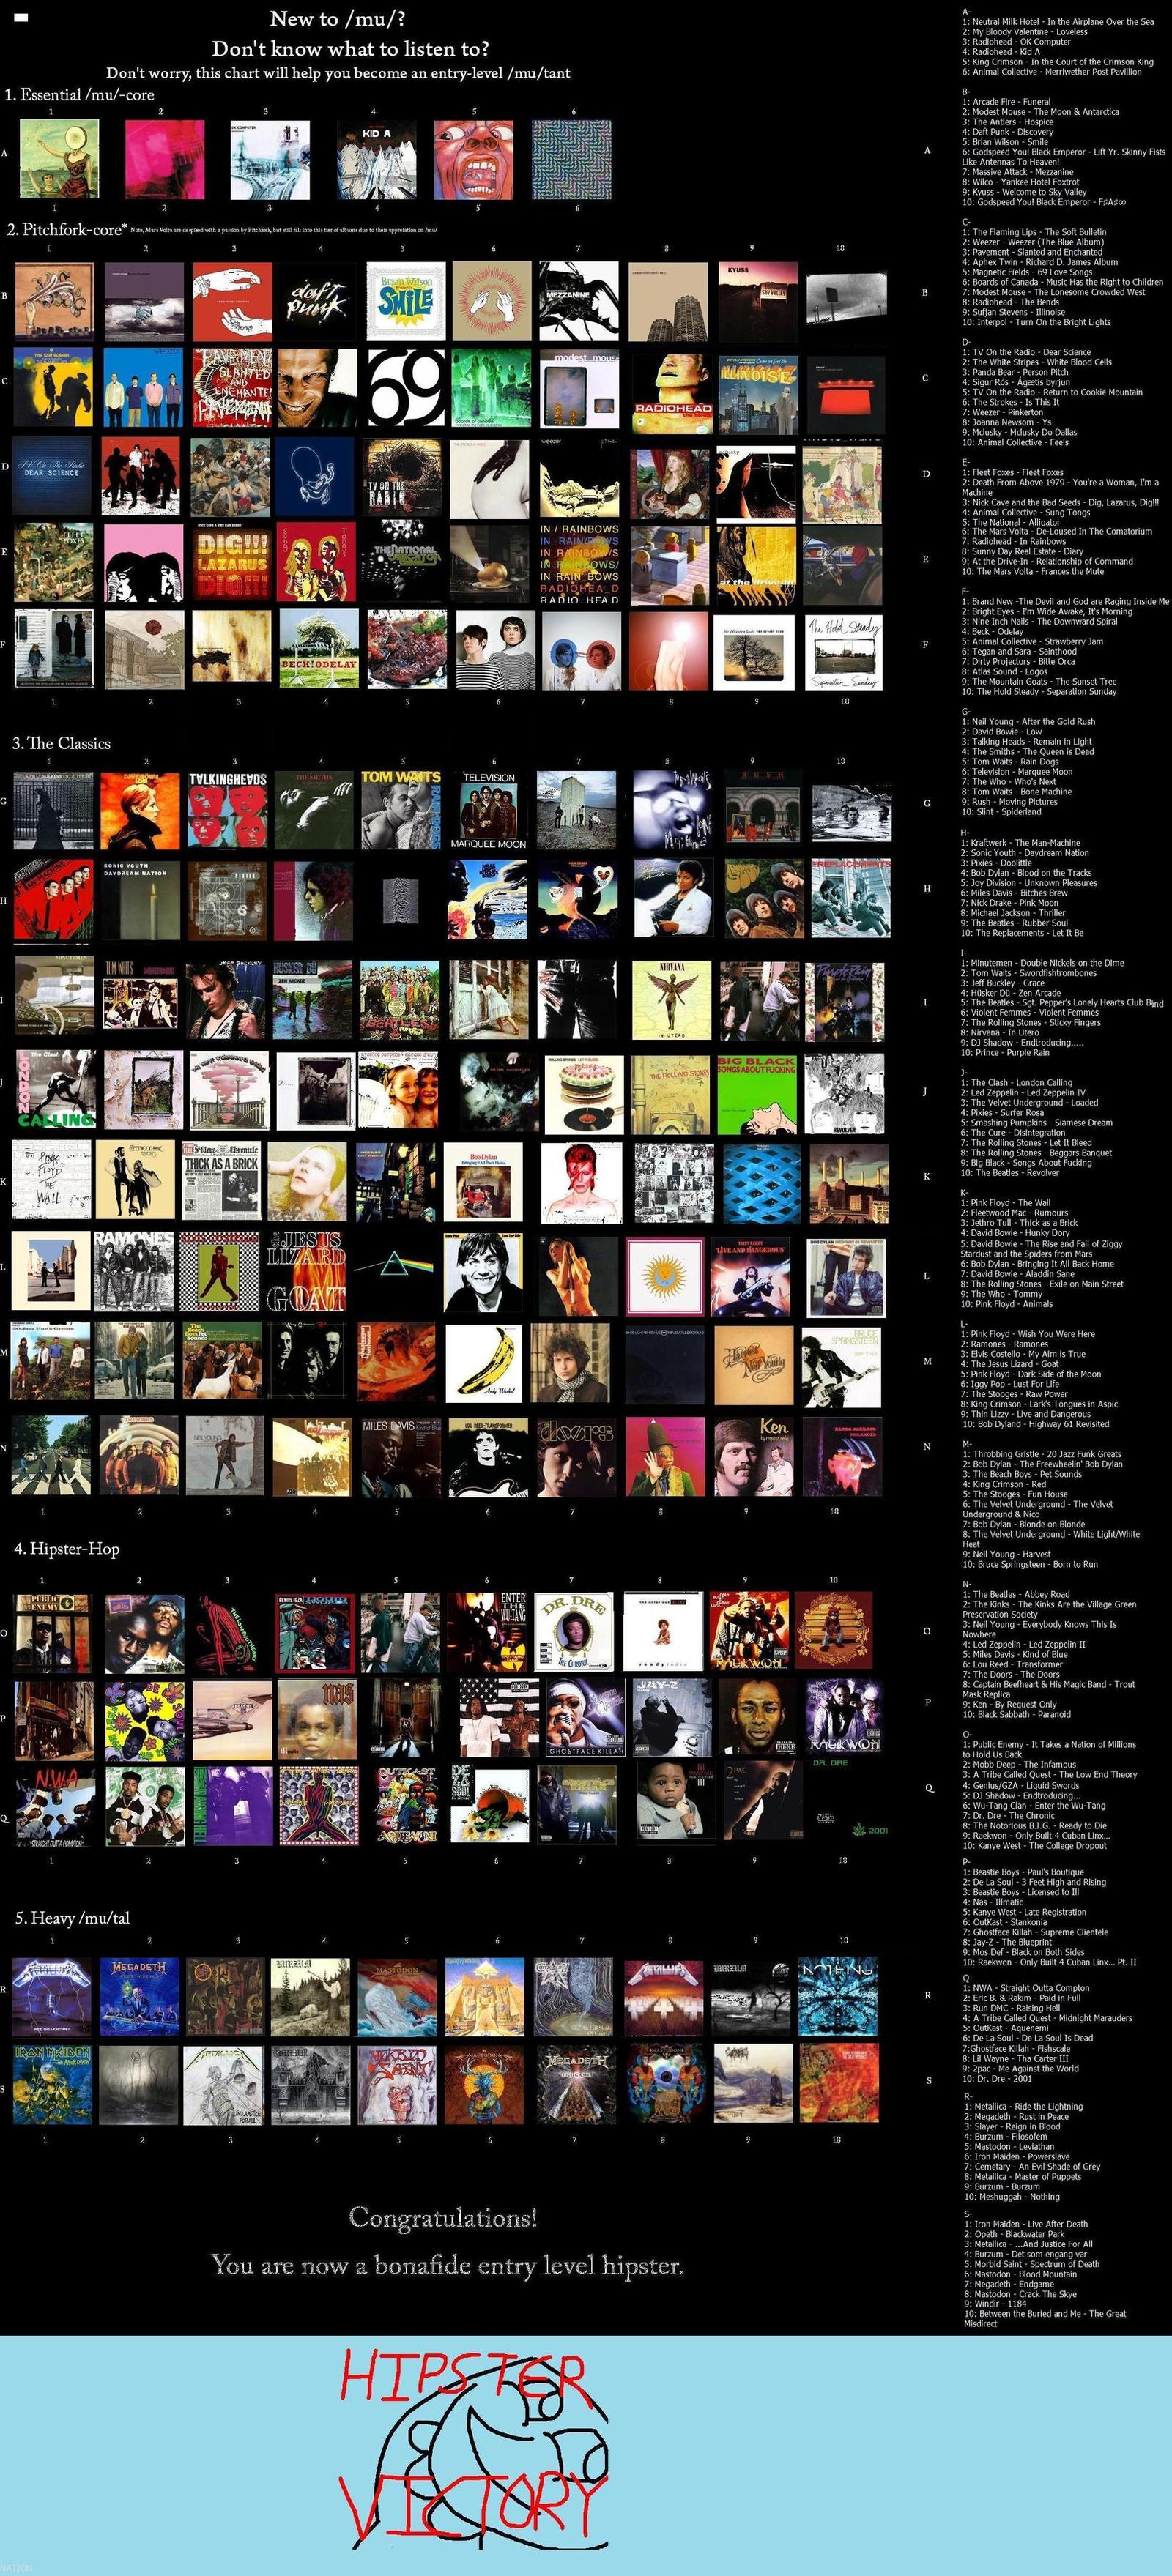 New to /mu/?
Don't know what to listen to?
Don't worry, this chart will help you become an entry-level /mu/tant
1. Essential /mu/-core
2. Pitchfork-core* Note, Mars Volta are despised with a passion by Pitchfork, but still fall into this tier of albums due to their appreciation on /mu/
3. The Classics
4. Hipster-Hop
5. Heavy /mu/tal
Congratulations!
You are now a bonafide entry level hipster.
HIPSTER
VICTORY
A-
1: Neutral Milk Hotel - In the Airplane Over the Sea
2: My Bloody Valentine - Loveless
3: Radiohead - OK Computer
4: Radiohead - Kid A
5: King Crimson - In the Court of the Crimson King
6: Animal Collective - Merriwether Post Pavillion
B-
1: Arcade Fire - Funeral
2: Modest Mouse - The Moon & Antarctica
3: The Antlers - Hospice
4: Daft Punk - Discovery
5: Brian Wilson - Smile
6: Godspeed You! Black Emperor - Lift Yr. Skinny Fists
Like Antennas To Heaven!
7: Massive Attack - Mezzanine
8: Wilco - Yankee Hotel Foxtrot
9: Kyuss - Welcome to Sky Valley
10: Godspeed You! Black Emperor - F♯A♯∞
C-
1: The Flaming Lips - The Soft Bulletin
2: Weezer - Weezer (The Blue Album)
3: Pavement - Slanted and Enchanted
4: Aphex Twin - Richard D. James Album
5: Magnetic Fields - 69 Love Songs
6: Boards of Canada - Music Has the Right to Children
7: Modest Mouse - The Lonesome Crowded West
8: Radiohead - The Bends
9: Sufjan Stevens - Illinoise
10: Interpol - Turn On the Bright Lights
D-
1: TV On the Radio - Dear Science
2: The White Stripes - White Blood Cells
3: Panda Bear - Person Pitch
4: Sigur Rós - Ágætis byrjun
5: TV On the Radio - Return to Cookie Mountain
6: The Strokes - Is This It
7: Weezer - Pinkerton
8: Joanna Newsom - Ys
9: Mclusky - Mclusky Do Dallas
10: Animal Collective - Feels
E-
1: Fleet Foxes - Fleet Foxes
2: Death From Above 1979 - You're a Woman, I'm a
Machine
3: Nick Cave and the Bad Seeds - Dig, Lazarus, Dig!!!
4: Animal Collective - Sung Tongs
5: The National - Alligator
6: The Mars Volta - De-Loused In The Comatorium
7: Radiohead - In Rainbows
8: Sunny Day Real Estate - Diary
9: At the Drive-In - Relationship of Command
10: The Mars Volta - Frances the Mute
F-
1: Brand New -The Devil and God are Raging Inside Me
2: Bright Eyes - I'm Wide Awake, It's Morning
3: Nine Inch Nails - The Downward Spiral
4: Beck - Odelay
5: Animal Collective - Strawberry Jam
6: Tegan and Sara - Sainthood
7: Dirty Projectors - Bitte Orca
8: Atlas Sound - Logos
9: The Mountain Goats - The Sunset Tree
10: The Hold Steady - Separation Sunday
G-
1: Neil Young - After the Gold Rush
2: David Bowie - Low
3: Talking Heads - Remain in Light
4: The Smiths - The Queen is Dead
5: Tom Waits - Rain Dogs
6: Television - Marquee Moon
7: The Who - Who's Next
8: Tom Waits - Bone Machine
9: Rush - Moving Pictures
10: Slint - Spiderland
H-
1: Kraftwerk - The Man-Machine
2: Sonic Youth - Daydream Nation
3: Pixies - Doolittle
4: Bob Dylan - Blood on the Tracks
5: Joy Division - Unknown Pleasures
6: Miles Davis - Bitches Brew
7: Nick Drake - Pink Moon
8: Michael Jackson - Thriller
9: The Beatles - Rubber Soul
10: The Replacements - Let It Be
I-
1: Minutemen - Double Nickels on the Dime
2: Tom Waits - Swordfishtrombones
3: Jeff Buckley - Grace
4: Hüsker Dü - Zen Arcade
5: The Beatles - Sgt. Pepper's Lonely Hearts Club Band
6: Violent Femmes - Violent Femmes
7: The Rolling Stones - Sticky Fingers
8: Nirvana - In Utero
9: DJ Shadow - Endtroducing.....
10: Prince - Purple Rain
J-
1: The Clash - London Calling
2: Led Zeppelin - Led Zeppelin IV
3: The Velvet Underground - Loaded
4: Pixies - Surfer Rosa
5: Smashing Pumpkins - Siamese Dream
6: The Cure - Disintegration
7: The Rolling Stones - Let It Bleed
8: The Rolling Stones - Beggars Banquet
9: Big Black - Songs About Fucking
10: The Beatles - Revolver
K-
1: Pink Floyd - The Wall
2: Fleetwood Mac - Rumours
3: Jethro Tull - Thick as a Brick
4: David Bowie - Hunky Dory
5: David Bowie - The Rise and Fall of Ziggy
Stardust and the Spiders from Mars
6: Bob Dylan - Bringing It All Back Home
7: David Bowie - Aladdin Sane
8: The Rolling Stones - Exile on Main Street
9: The Who - Tommy
10: Pink Floyd - Animals
L-
1: Pink Floyd - Wish You Were Here
2: Ramones - Ramones
3: Elvis Costello - My Aim is True
4: The Jesus Lizard - Goat
5: Pink Floyd - Dark Side of the Moon
6: Iggy Pop - Lust For Life
7: The Stooges - Raw Power
8: King Crimson - Lark's Tongues in Aspic
9: Thin Lizzy - Live and Dangerous
10: Bob Dyland - Highway 61 Revisited
M-
1: Throbbing Gristle - 20 Jazz Funk Greats
2: Bob Dylan - The Freewheelin' Bob Dylan
3: The Beach Boys - Pet Sounds
4: King Crimson - Red
5: The Stooges - Fun House
6: The Velvet Underground - The Velvet
Underground & Nico
7: Bob Dylan - Blonde on Blonde
8: The Velvet Underground - White Light/White
Heat
9: Neil Young - Harvest
10: Bruce Springsteen - Born to Run
N-
1: The Beatles - Abbey Road
2: The Kinks - The Kinks Are the Village Green
Preservation Society
3: Neil Young - Everybody Knows This Is
Nowhere
4: Led Zeppelin - Led Zeppelin II
5: Miles Davis - Kind of Blue
6: Lou Reed - Transformer
7: The Doors - The Doors
8: Captain Beefheart & His Magic Band - Trout
Mask Replica
9: Ken - By Request Only
10: Black Sabbath - Paranoid
O-
1: Public Enemy - It Takes a Nation of Millions
to Hold Us Back
2: Mobb Deep - The Infamous
3: A Tribe Called Quest - The Low End Theory
4: Genius/GZA - Liquid Swords
5: DJ Shadow - Endtroducing...
6: Wu-Tang Clan - Enter the Wu-Tang
7: Dr. Dre - The Chronic
8: The Notorious B.I.G. - Ready to Die
9: Raekwon - Only Built 4 Cuban Linx...
10: Kanye West - The College Dropout
P-
1: Beastie Boys - Paul's Boutique
2: De La Soul - 3 Feet High and Rising
3: Beastie Boys - Licensed to Ill
4: Nas - Illmatic
5: Kanye West - Late Registration
6: OutKast - Stankonia
7: Ghostface Killah - Supreme Clientele
8: Jay-Z - The Blueprint
9: Mos Def - Black on Both Sides
10: Raekwon - Only Built 4 Cuban Linx... Pt. II
Q-
1: NWA - Straight Outta Compton
2: Eric B. & Rakim - Paid in Full
3: Run DMC - Raising Hell
4: A Tribe Called Quest - Midnight Marauders
5: OutKast - Aquenemi
6: De La Soul - De La Soul Is Dead
7:Ghostface Killah - Fishscale
8: Lil Wayne - Tha Carter III
9: 2pac - Me Against the World
10: Dr. Dre - 2001
R-
1: Metallica - Ride the Lightning
2: Megadeth - Rust in Peace
3: Slayer - Reign in Blood
4: Burzum - Filosofem
5: Mastodon - Leviathan
6: Iron Maiden - Powerslave
7: Cemetary - An Evil Shade of Grey
8: Metallica - Master of Puppets
9: Burzum - Burzum
10: Meshuggah - Nothing
S-
1: Iron Maiden - Live After Death
2: Opeth - Blackwater Park
3: Metallica - ...And Justice For All
4: Burzum - Det som engang var
5: Morbid Saint - Spectrum of Death
6: Mastodon - Blood Mountain
7: Megadeth - Endgame
8: Mastodon - Crack The Skye
9: Windir - 1184
10: Between the Buried and Me - The Great
Misdirect